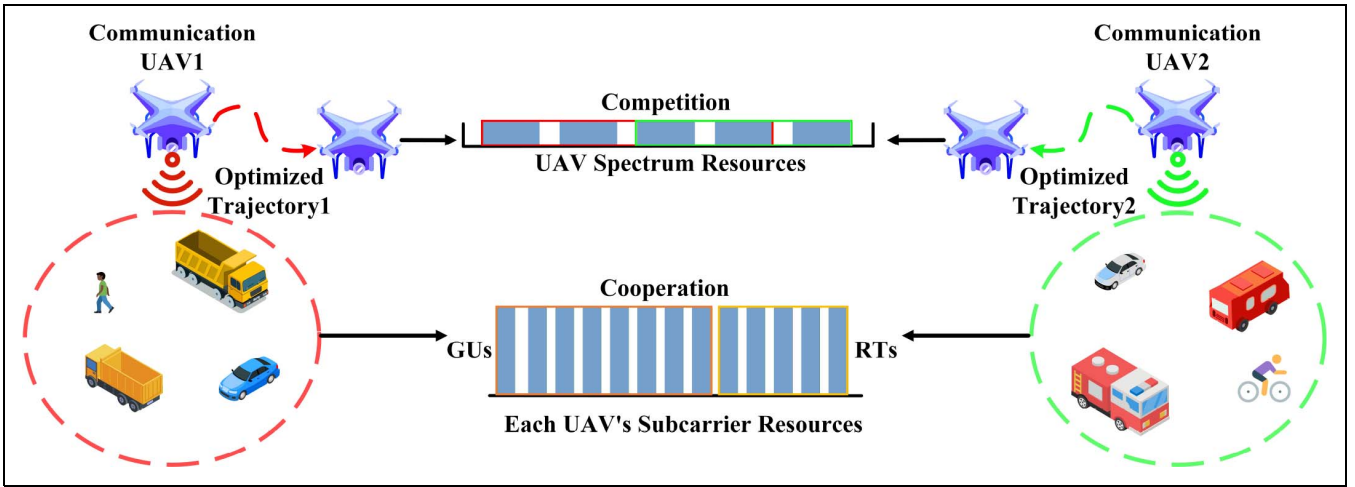 Communication
UAV1
Communication
UAV2
Competition
UAV Spectrum Resources
Optimized
Trajectory1
Optimized
Trajectory2
Cooperation
GUs
RTs
Each UAV's Subcarrier Resources